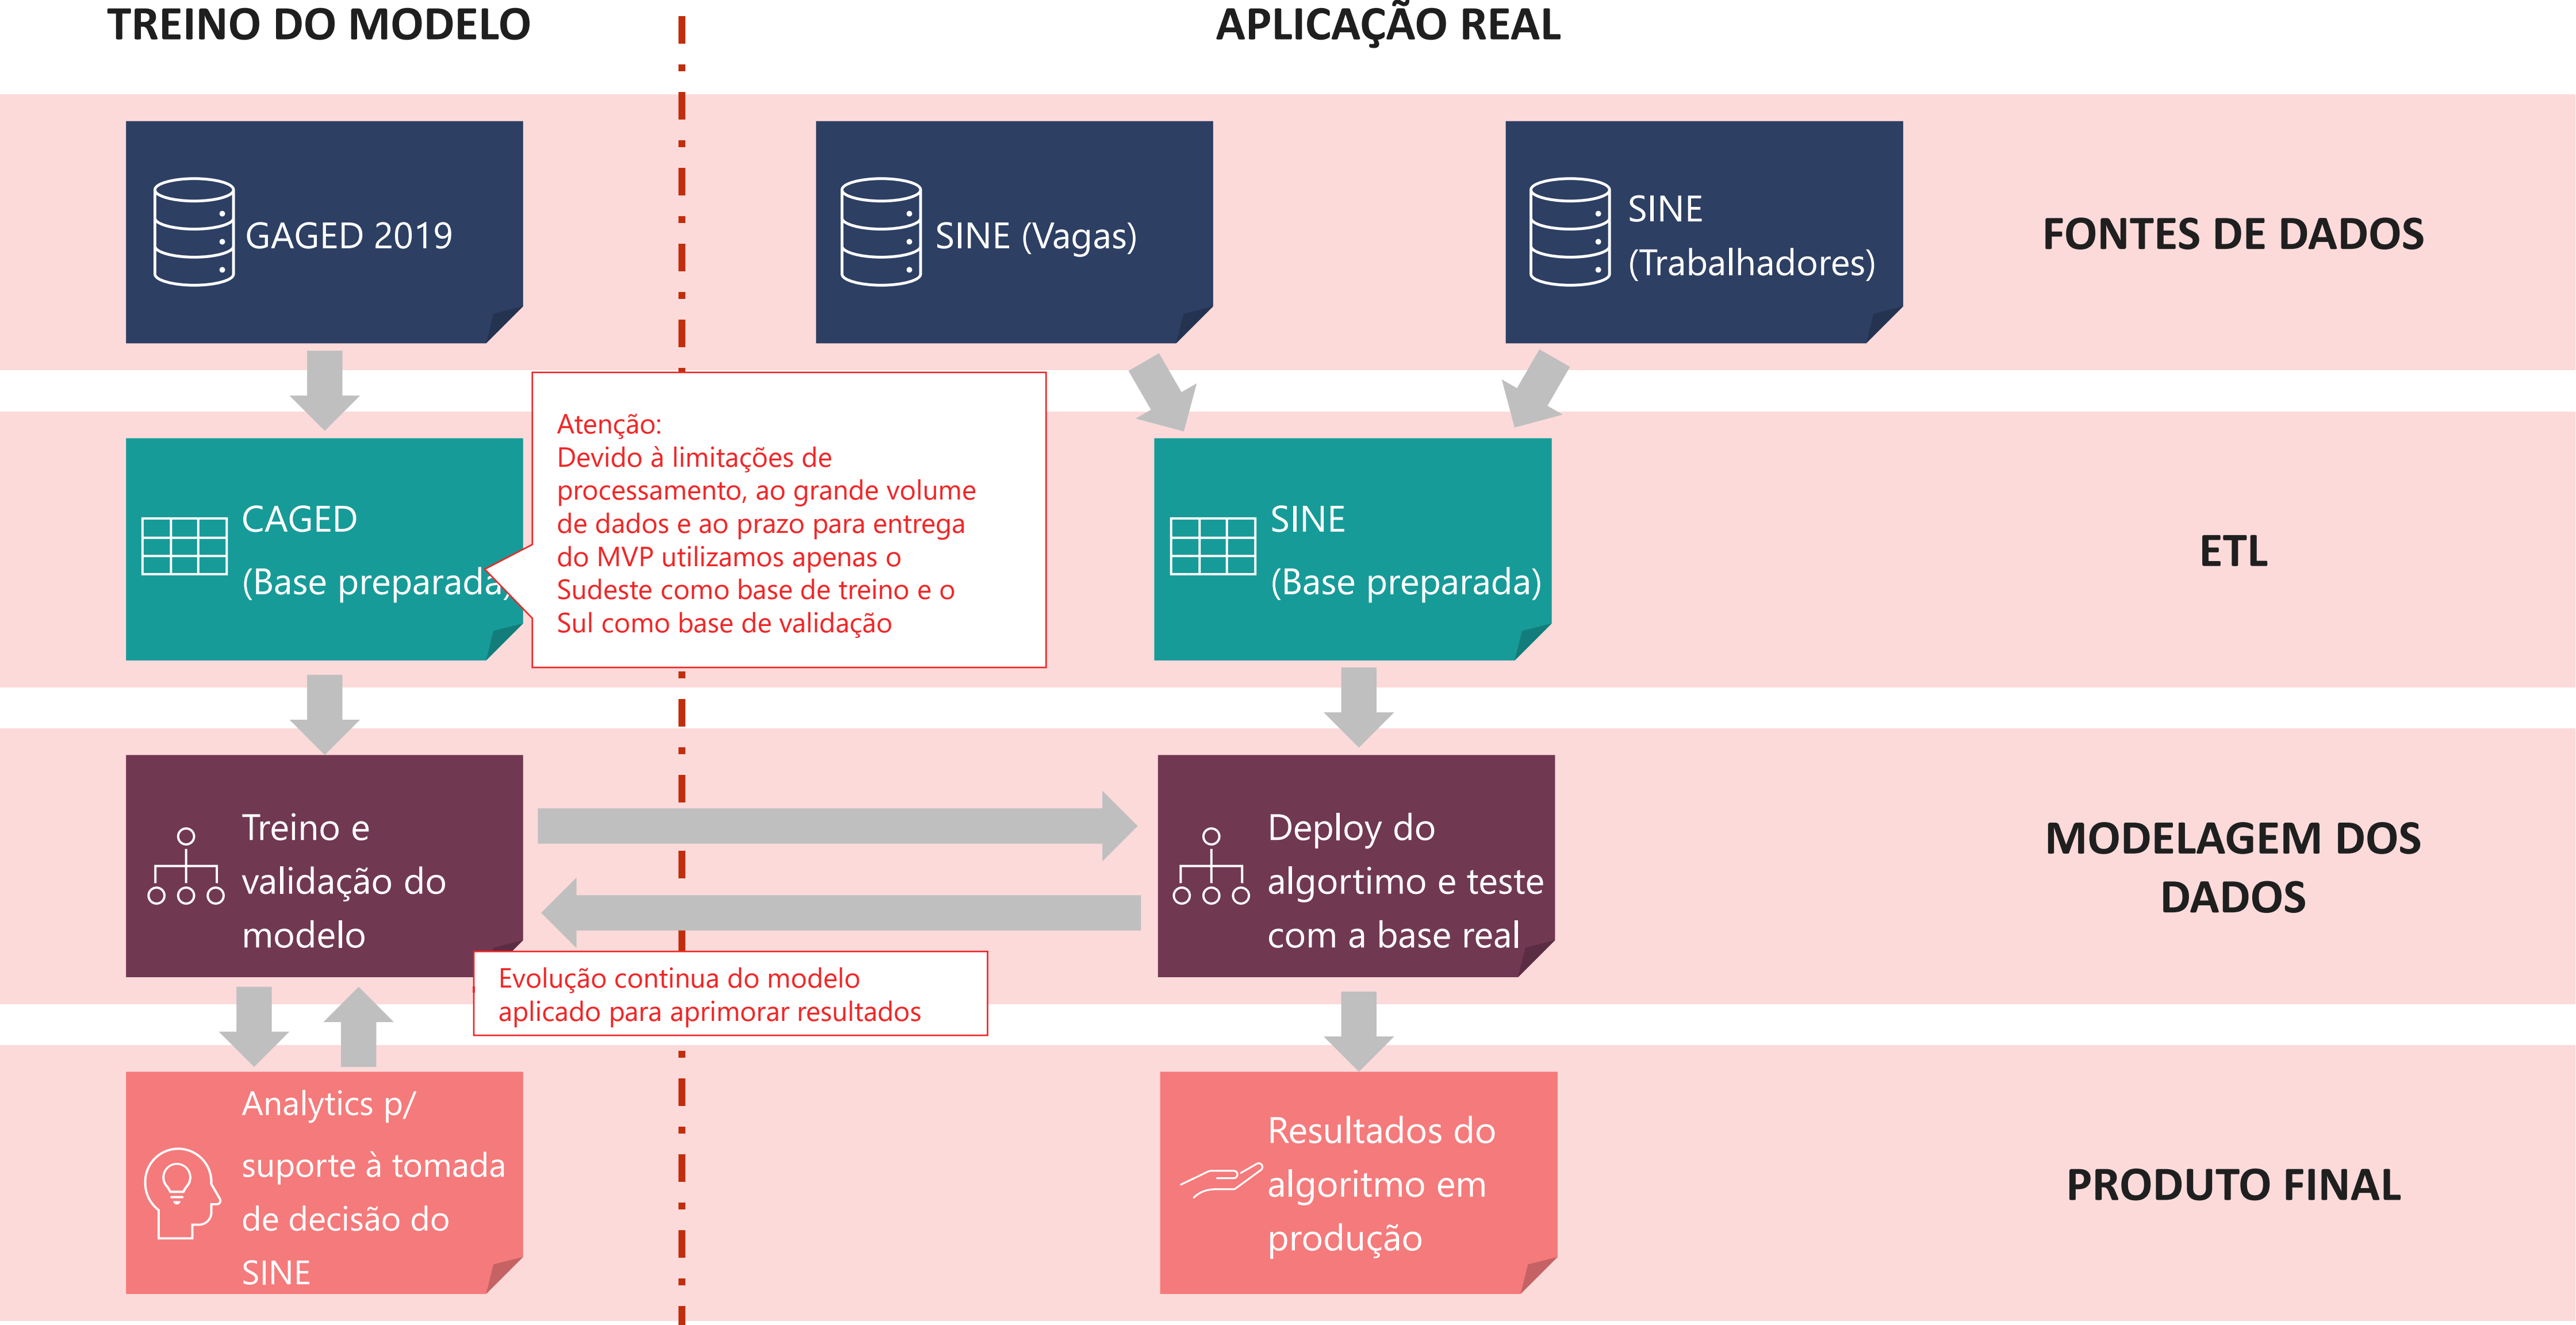 TREINO DO MODELO
APLICAÇÃO REAL
GAGED 2019
SINE (Vagas)
SINE
(Trabalhadores)
FONTES DE DADOS
CAGED
(Base preparada)
Atenção:
Devido à limitações de
processamento, ao grande volume
de dados e ao prazo para entrega
do MVP utilizamos apenas o
Sudeste como base de treino e o
Sul como base de validação
SINE
(Base preparada)
ETL
Treino e
validação do
modelo
Deploy do
algortimo e teste
com a base real
MODELAGEM DOS
DADOS
Evolução continua do modelo
aplicado para aprimorar resultados
Analytics p/
suporte à tomada
de decisão do
SINE
Resultados do
algoritmo em
produção
PRODUTO FINAL